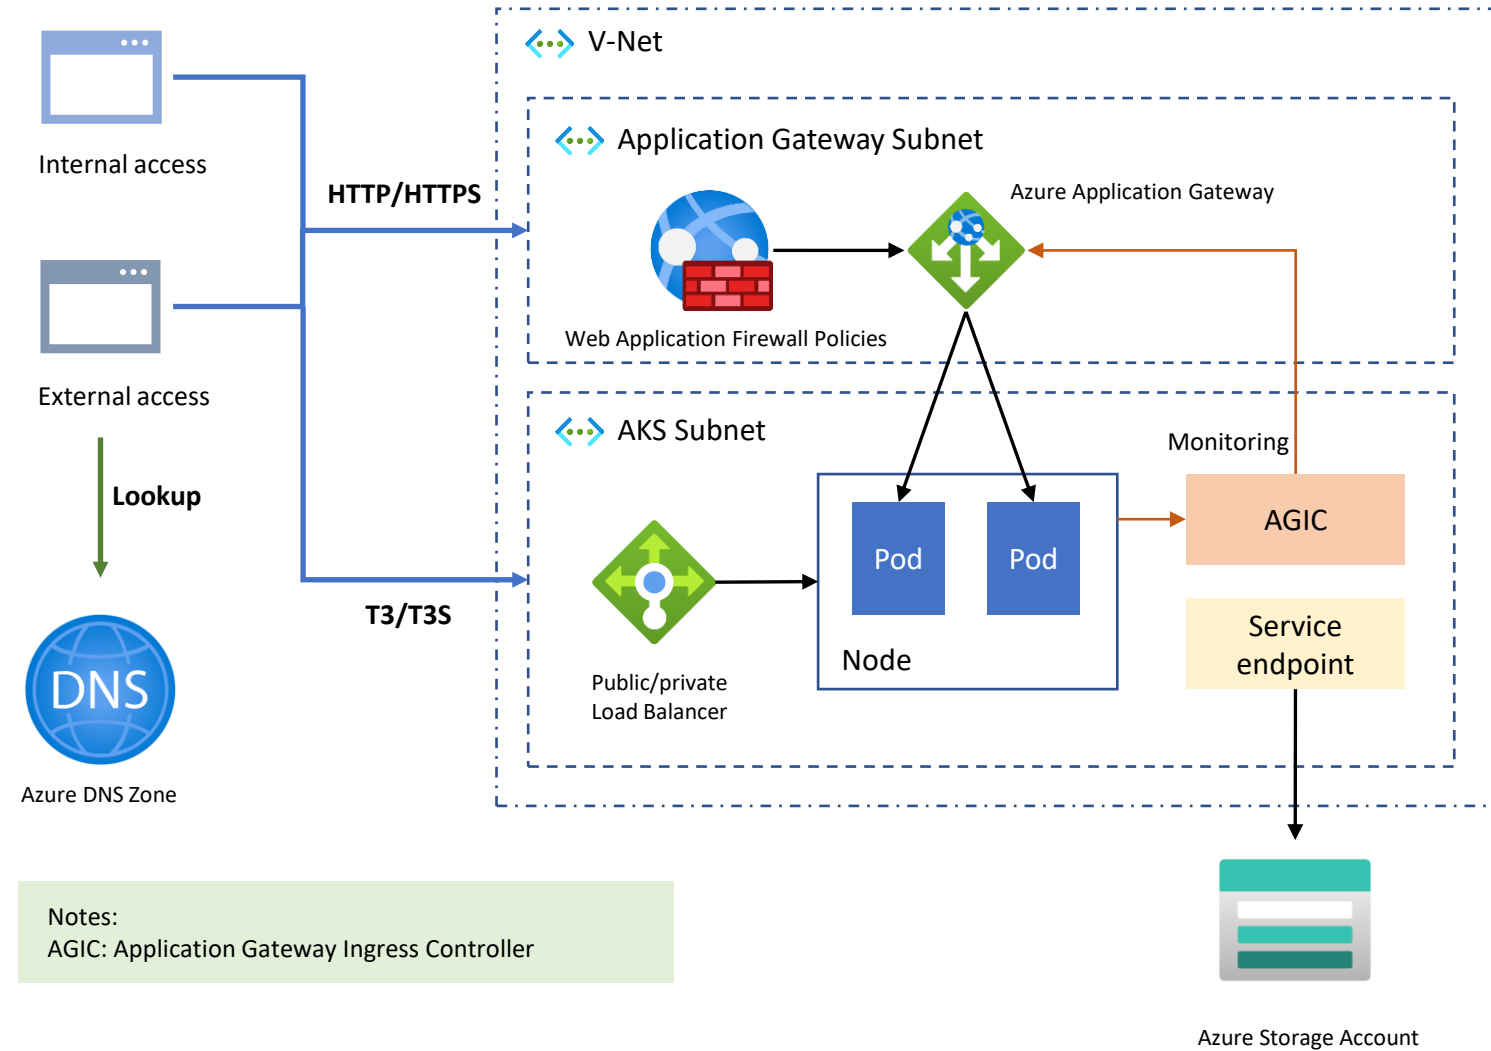 V-Net
Internal access
Application Gateway Subnet
HTTP/HTTPS
Azure Application Gateway
Web Application Firewall Policies
External access
AKS Subnet
Monitoring
Lookup
AGIC
Pod
Pod
T3/T3S
Service
endpoint
Node
DNS
Public/private
Load Balancer
Azure DNS Zone
Notes:
AGIC: Application Gateway Ingress Controller
Azure Storage Account